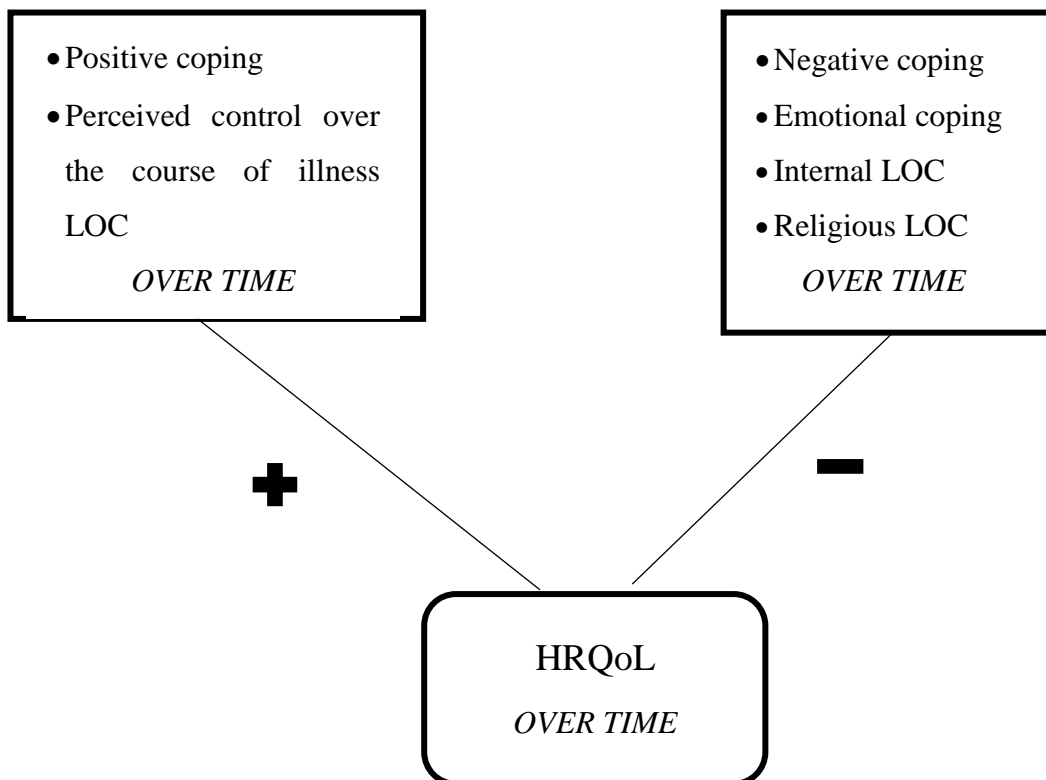 • Positive coping
• Perceived control over
the course of illness
LOC
OVER TIME
• Negative coping
• Emotional coping
• Internal LOC
• Religious LOC
OVER TIME
+
-
HRQoL
OVER TIME